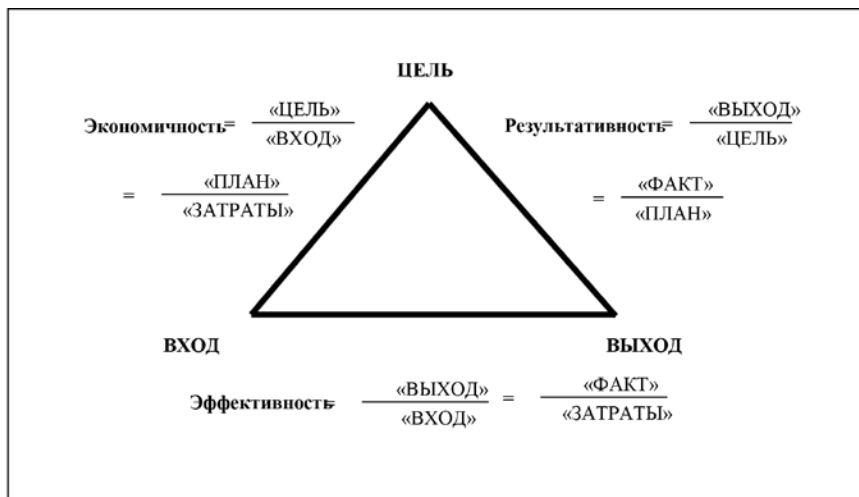 ЦЕЛЬ
Экономичность= «ЦЕЛЬ»
«ВХОД»
= «ПЛАН»
«ЗАТРАТЫ»
Результативность= «ВЫХОД»
«ЦЕЛЬ»
= «ФАКТ»
«ПЛАН»
ВХОД
ВЫХОД
Эффективность= «ВЫХОД» = «ФАКТ»
«ВХОД» «ЗАТРАТЫ»